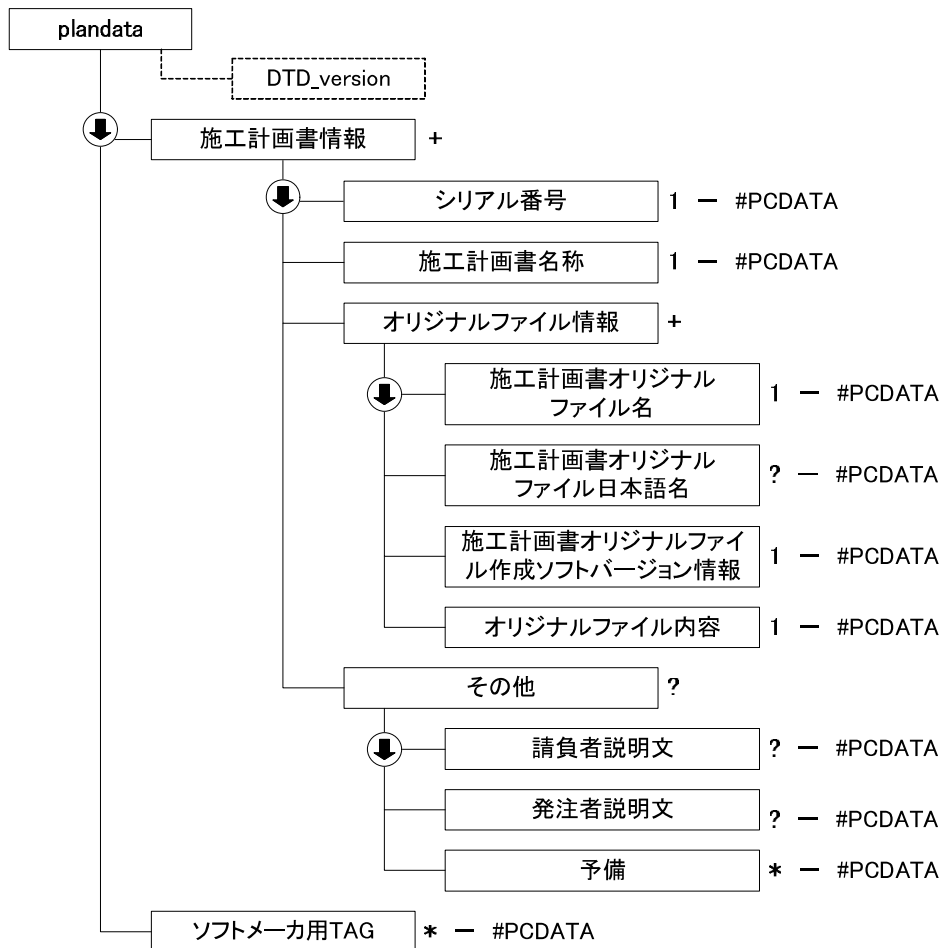 plandata
DTD_version
施工計画書情報 +
シリアル番号 1 － #PCDATA
施工計画書名称 1 － #PCDATA
オリジナルファイル情報 +
施工計画書オリジナル
ファイル名 1 － #PCDATA
施工計画書オリジナル
ファイル日本語名 ? － #PCDATA
施工計画書オリジナルファイ
ル作成ソフトバージョン情報 1 － #PCDATA
オリジナルファイル内容 1 － #PCDATA
その他 ?
請負者説明文 ? － #PCDATA
発注者説明文 ? － #PCDATA
予備 * － #PCDATA
ソフトメーカ用TAG * － #PCDATA